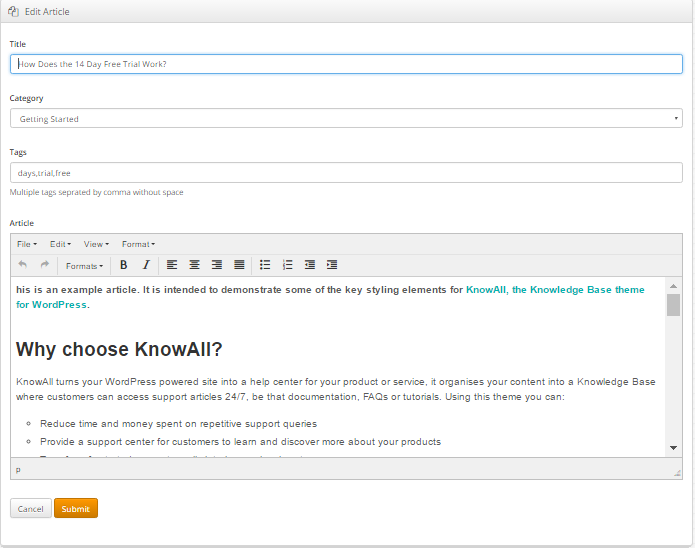 Edit Article
Title
How Does the 14 Day Free Trial Work?
Category
Getting Started
Tags
days,trial,free
Multiple tags seprated by comma without space
Article
File Edit View Format
Formats B I
his is an example article. It is intended to demonstrate some of the key styling elements for KnowAll, the Knowledge Base theme
for WordPress.
Why choose KnowAll?
KnowAll turns your WordPress powered site into a help center for your product or service, it organises your content into a Knowledge Base
where customers can access support articles 24/7, be that documentation, FAQs or tutorials. Using this theme you can:
Reduce time and money spent on repetitive support queries
Provide a support center for customers to learn and discover more about your products
p
Cancel Submit